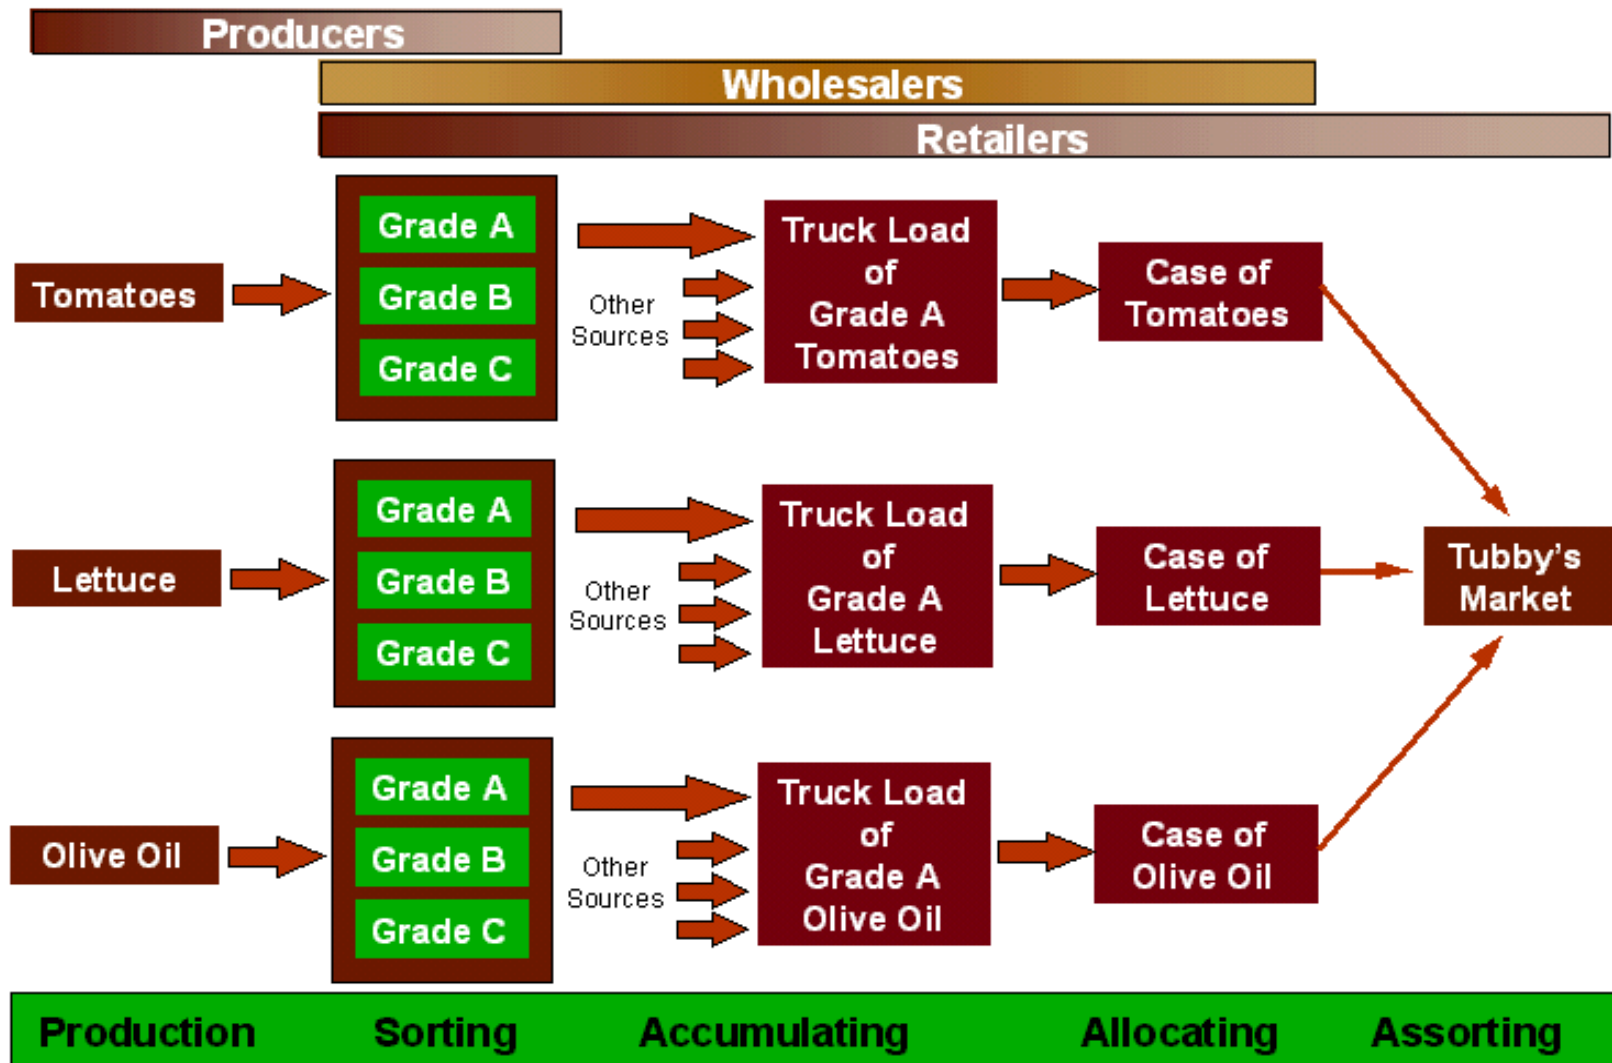 Producers
Wholesalers
Retailers
Tomatoes
Grade A
Grade B
Grade C
Other
Sources
Truck Load
of
Grade A
Tomatoes
Case of
Tomatoes
Lettuce
Grade A
Grade B
Grade C
Other
Sources
Truck Load
of
Grade A
Lettuce
Case of
Lettuce
Tubby's
Market
Olive Oil
Grade A
Grade B
Grade C
Other
Sources
Truck Load
of
Grade A
Olive Oil
Case of
Olive Oil
Production Sorting Accumulating Allocating Assorting